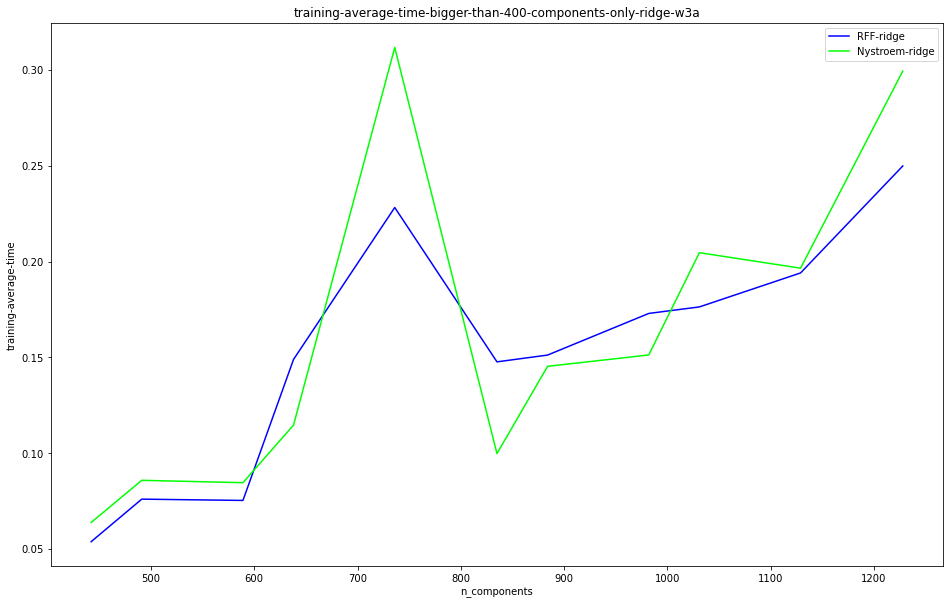 training-average-time-bigger-than-400-components-only-ridge-w3a
RFF-ridge
Nystroem-ridge
training-average-time
0.30
0.25
0.20
0.15
0.10
0.05
500 600 700 800 900 1000 1100 1200
n_components